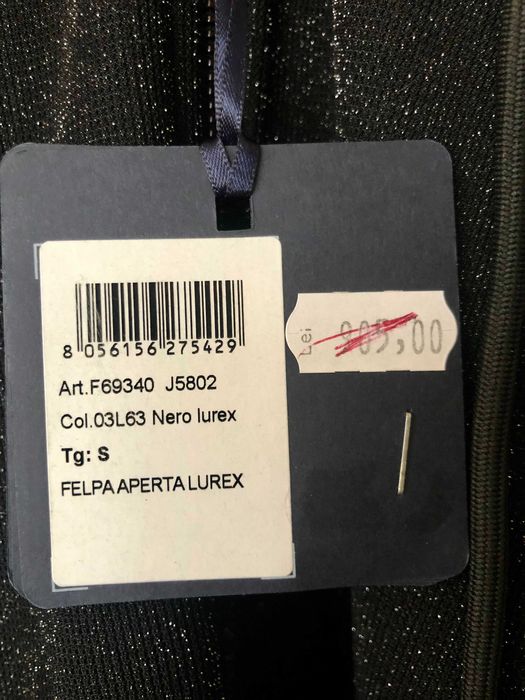 8 056156 275429
Art.F69340 J5802
Col.03L63 Nero lurex
Tg: S
FELPA APERTA LUREX
Lei 905,00